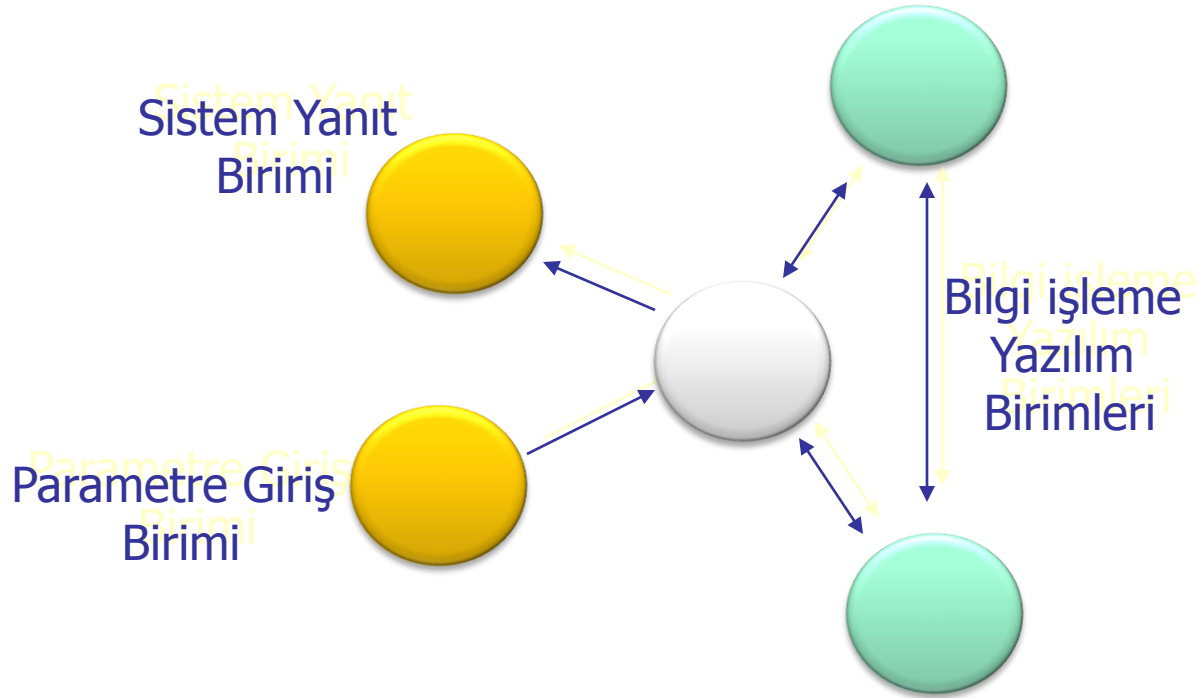 Sistem Yanıt
Birimi
Bilgi işleme
Yazılım
Birimleri
Parametre Giriş
Birimi